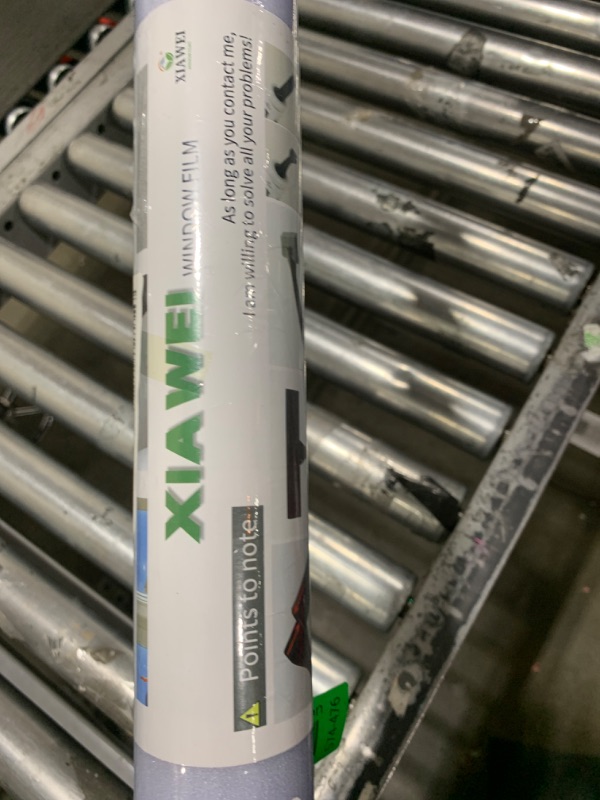 XIAWEI
XIAWEI WINDOW FILM
As long as you contact me,
I am willing to solve all your problems!
Points to note: